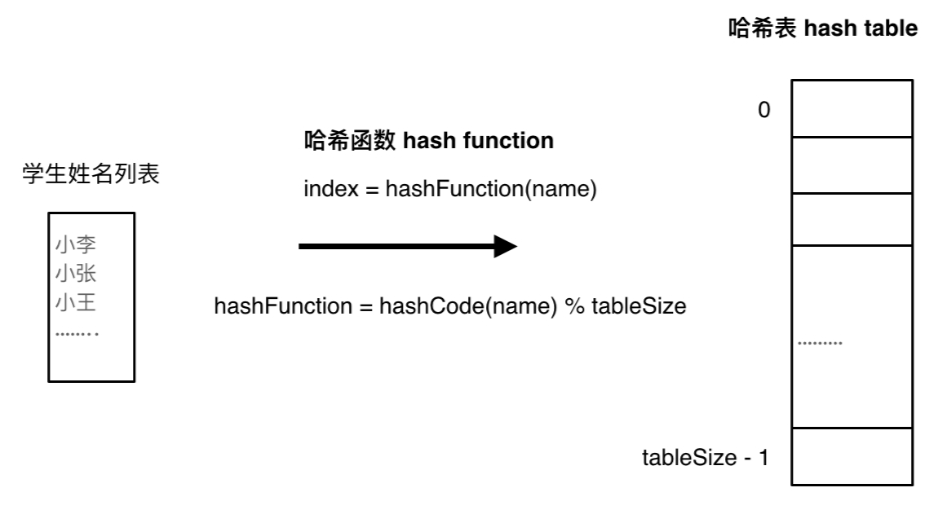 哈希表 hash table
0
哈希函数 hash function
学生姓名列表
index = hashFunction(name)
小李
小张
小王
........
hashFunction = hashCode(name) % tableSize
.........
tableSize - 1